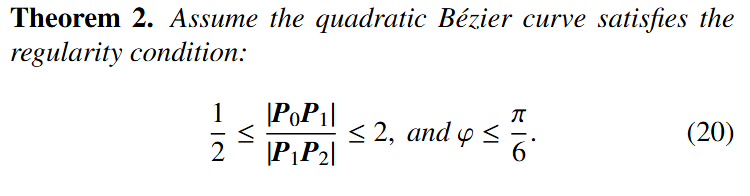 Theorem 2. Assume the quadratic Bézier curve satisfies the
regularity condition:
1/2 ≤ |P₀P₁|/|P₁P₂| ≤ 2, and φ ≤ π/6. (20)